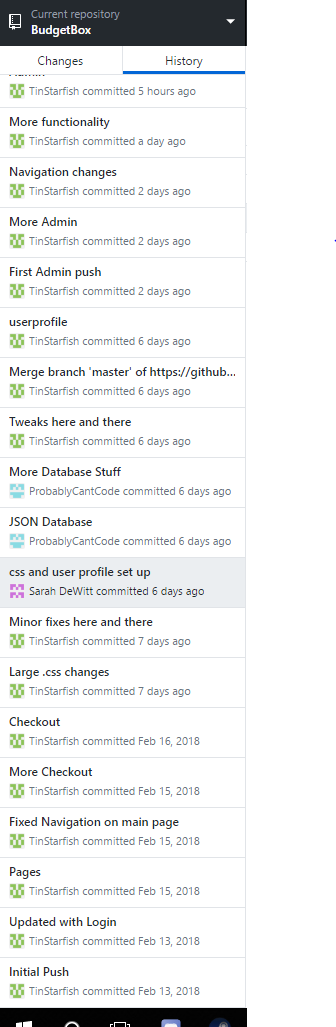 Current repository
BudgetBox
Changes
History
Admin
TinStarfish committed 5 hours ago
More functionality
TinStarfish committed a day ago
Navigation changes
TinStarfish committed 2 days ago
More Admin
TinStarfish committed 2 days ago
First Admin push
TinStarfish committed 2 days ago
userprofile
TinStarfish committed 6 days ago
Merge branch 'master' of https://github...
TinStarfish committed 6 days ago
Tweaks here and there
TinStarfish committed 6 days ago
More Database Stuff
ProbablyCantCode committed 6 days ago
JSON Database
ProbablyCantCode committed 6 days ago
css and user profile set up
Sarah DeWitt committed 6 days ago
Minor fixes here and there
TinStarfish committed 7 days ago
Large .css changes
TinStarfish committed 7 days ago
Checkout
TinStarfish committed Feb 16, 2018
More Checkout
TinStarfish committed Feb 15, 2018
Fixed Navigation on main page
TinStarfish committed Feb 15, 2018
Pages
TinStarfish committed Feb 15, 2018
Updated with Login
TinStarfish committed Feb 13, 2018
Initial Push
TinStarfish committed Feb 13, 2018